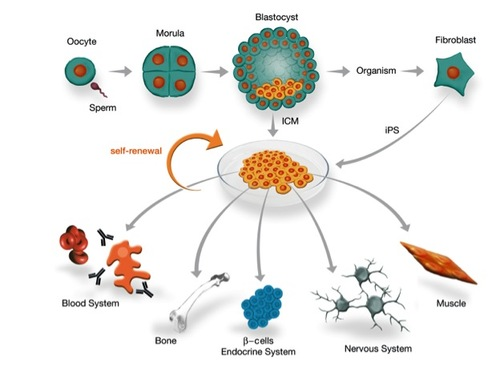 Blastocyst
Morula
Oocyte
Fibroblast
Organism
Sperm
ICM
iPS
self-renewal
Blood System
Muscle
Bone
β-cells
Endocrine System
Nervous System